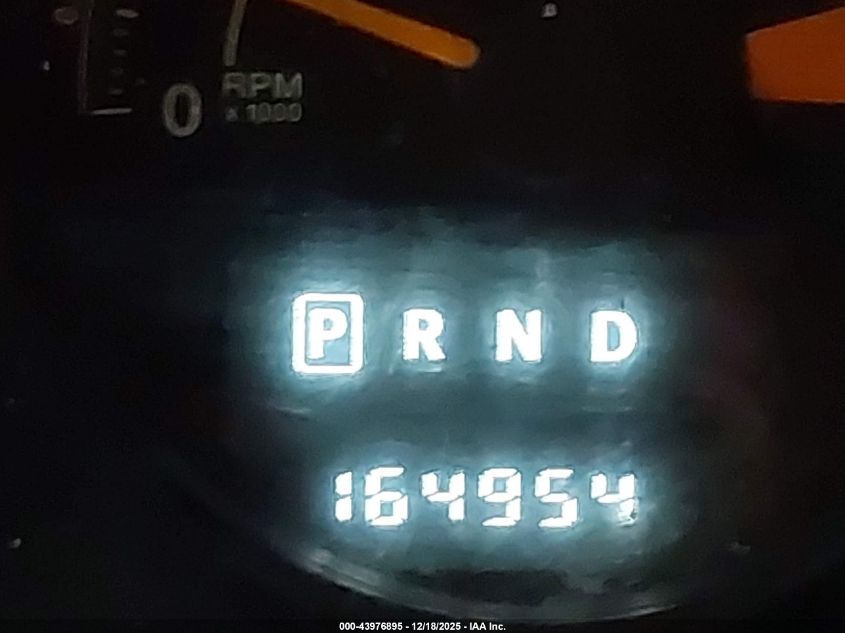 0
RPM
x 1000
P R N D
164954
000-43976895 - 12/18/2025 - IAA Inc.